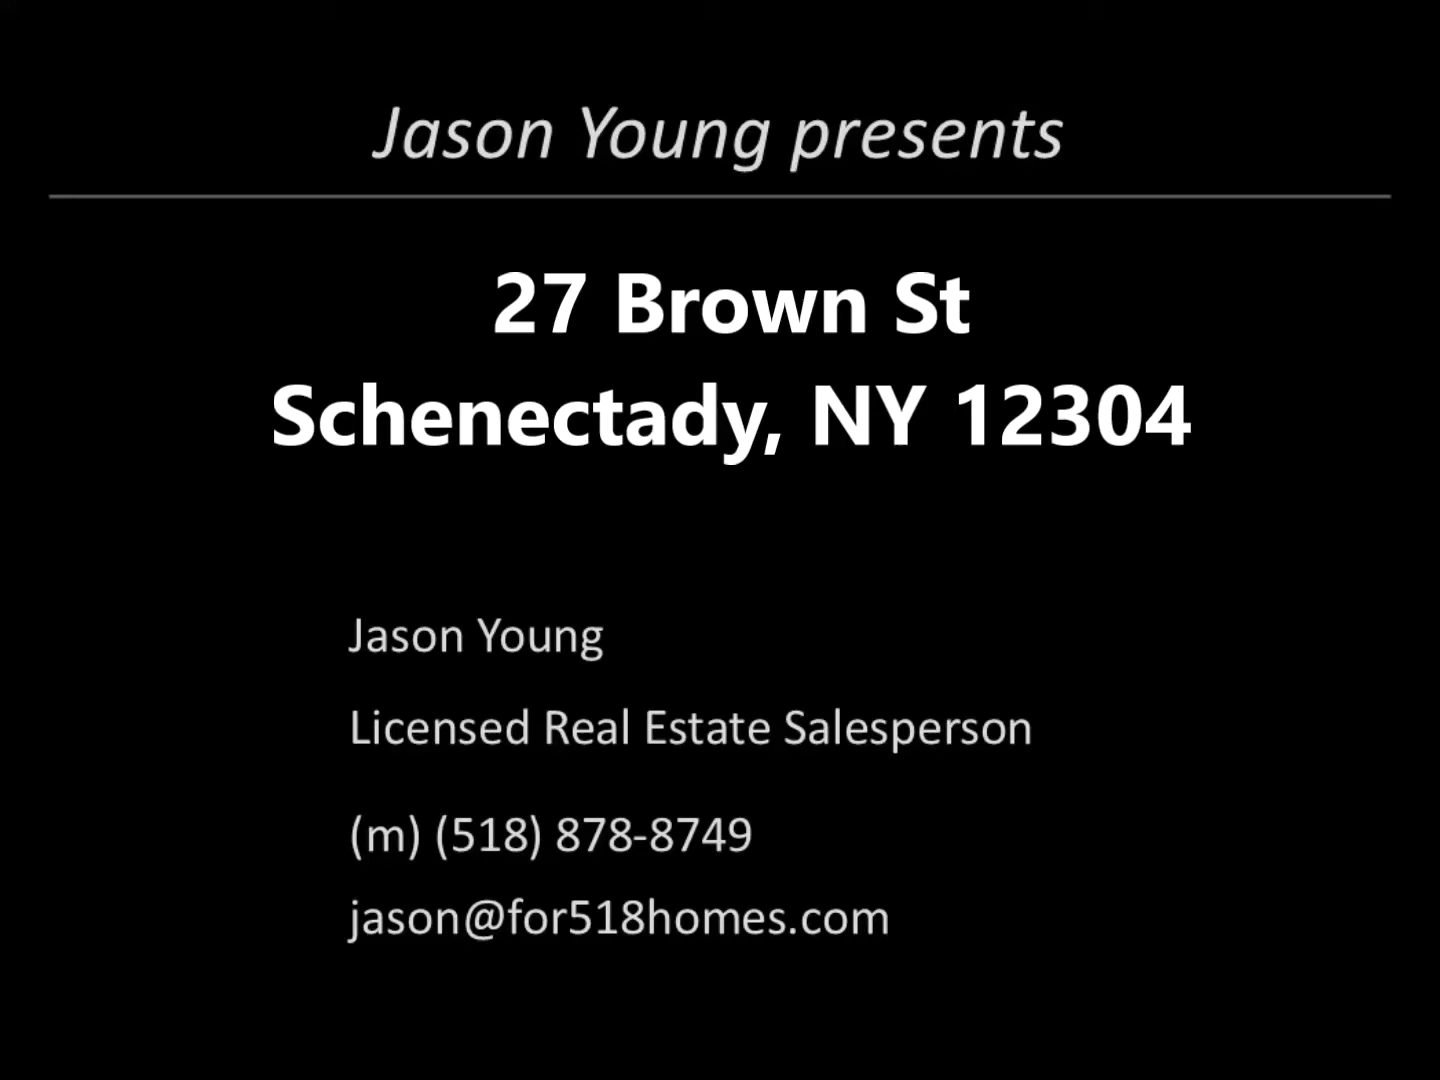 Jason Young presents
27 Brown St
Schenectady, NY 12304
Jason Young
Licensed Real Estate Salesperson
(m) (518) 878-8749
jason@for518homes.com